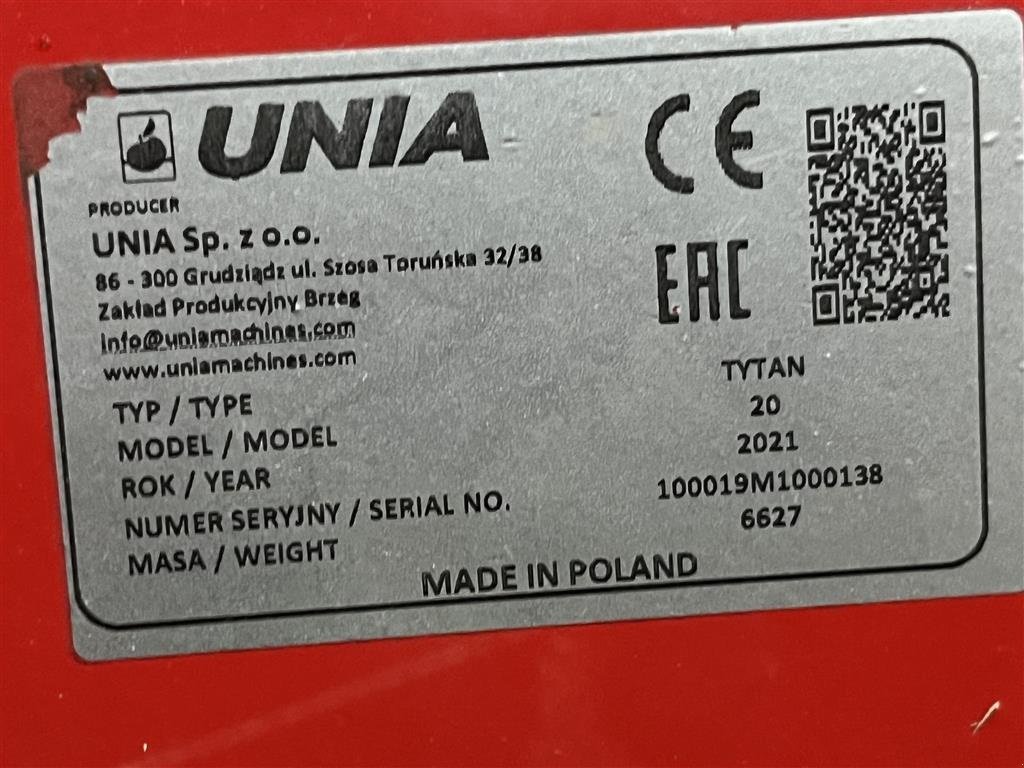 UNIA
CE
PRODUCER
UNIA Sp. z o.o.
86 - 300 Grudziądz ul. Szosa Toruńska 32/38
Zakład Produkcyjny Brzeg
info@uniamachines.com
www.uniamachines.com
EAC
TYP / TYPE TYTAN
MODEL / MODEL 20
ROK / YEAR 2021
NUMER SERYJNY / SERIAL NO. 100019M1000138
MASA / WEIGHT 6627
MADE IN POLAND